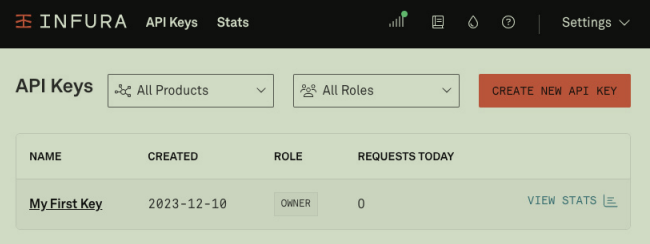 INFURA API Keys Stats Settings
API Keys All Products All Roles CREATE NEW API KEY
NAME CREATED ROLE REQUESTS TODAY
My First Key 2023-12-10 OWNER 0 VIEW STATS